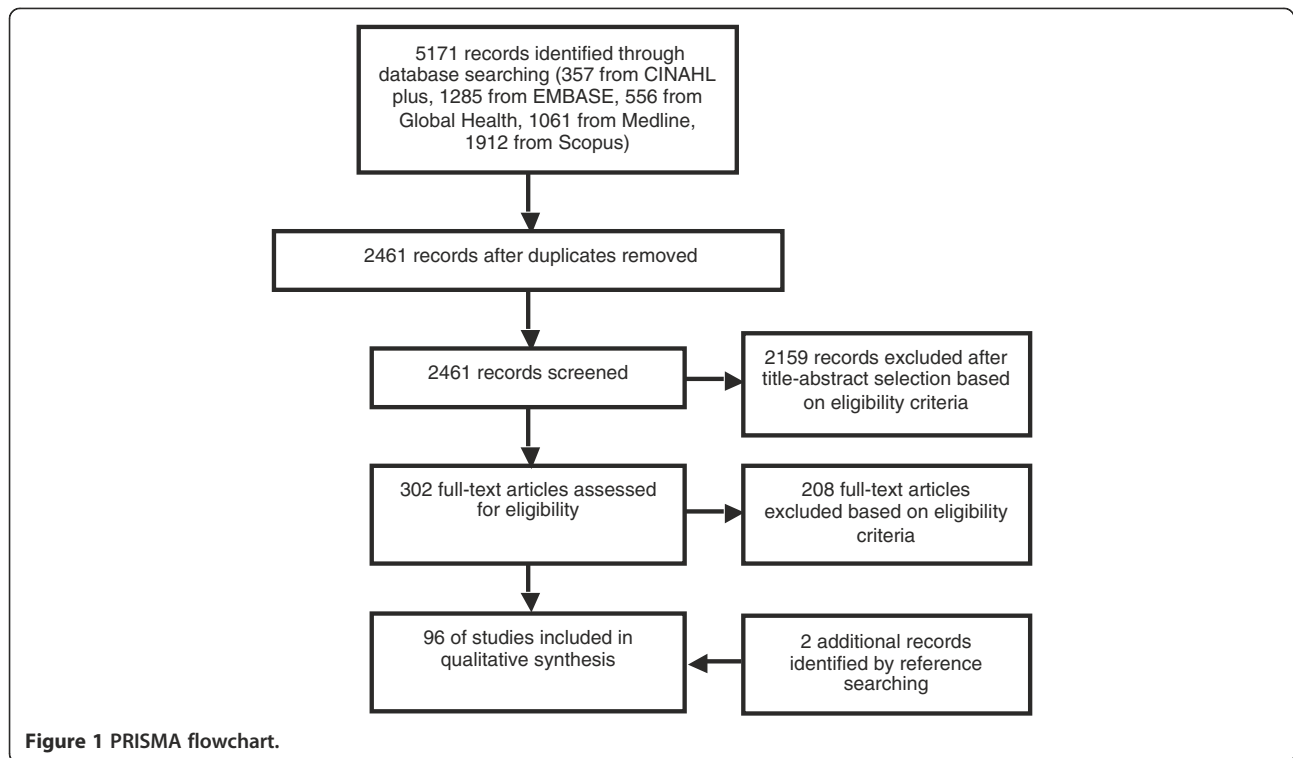 5171 records identified through
database searching (357 from CINAHL
plus, 1285 from EMBASE, 556 from
Global Health, 1061 from Medline,
1912 from Scopus)
2461 records after duplicates removed
2461 records screened
2159 records excluded after
title-abstract selection based
on eligibility criteria
302 full-text articles assessed
for eligibility
208 full-text articles
excluded based on eligibility
criteria
96 of studies included in
qualitative synthesis
2 additional records
identified by reference
searching
Figure 1 PRISMA flowchart.